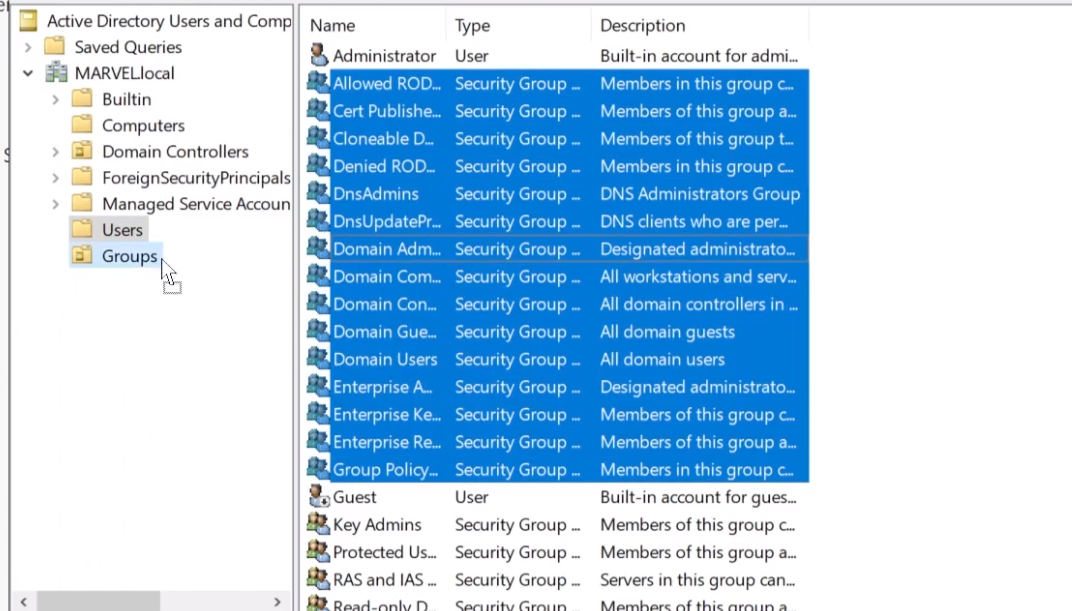 Active Directory Users and Comp
Saved Queries
MARVEL.local
Builtin
Computers
Domain Controllers
ForeignSecurityPrincipals
Managed Service Accoun
Users
Groups
Name Type Description
Administrator User Built-in account for admi...
Allowed ROD... Security Group ... Members in this group c...
Cert Publishe... Security Group ... Members of this group a...
Cloneable D... Security Group ... Members of this group t...
Denied ROD... Security Group ... Members in this group c...
DnsAdmins Security Group ... DNS Administrators Group
DnsUpdatePr... Security Group ... DNS clients who are per...
Domain Adm... Security Group ... Designated administrato...
Domain Com... Security Group ... All workstations and serv...
Domain Con... Security Group ... All domain controllers in ...
Domain Gue... Security Group ... All domain guests
Domain Users Security Group ... All domain users
Enterprise A... Security Group ... Designated administrato...
Enterprise Ke... Security Group ... Members of this group c...
Enterprise Re... Security Group ... Members of this group a...
Group Policy... Security Group ... Members in this group c...
Guest User Built-in account for gues...
Key Admins Security Group ... Members of this group c...
Protected Us... Security Group ... Members of this group a...
RAS and IAS ... Security Group ... Servers in this group can...
Read-only D... Security Group ... Members of this group a...